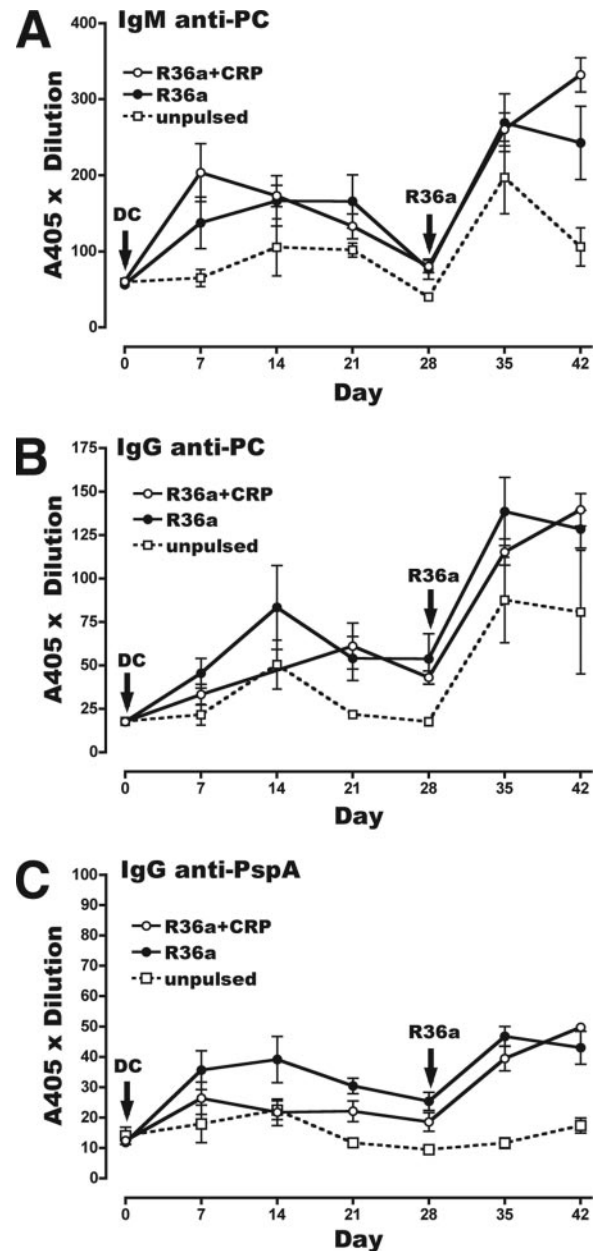 A
IgM anti-PC
400
300
200
100
0
A405 x Dilution
R36a+CRP
R36a
unpulsed
DC
R36a
0 7 14 21 28 35 42
Day
B
IgG anti-PC
175
150
125
100
75
50
25
0
A405 x Dilution
R36a+CRP
R36a
unpulsed
DC
R36a
0 7 14 21 28 35 42
Day
C
IgG anti-PspA
100
90
80
70
60
50
40
30
20
10
0
A405 x Dilution
R36a+CRP
R36a
unpulsed
DC
R36a
0 7 14 21 28 35 42
Day